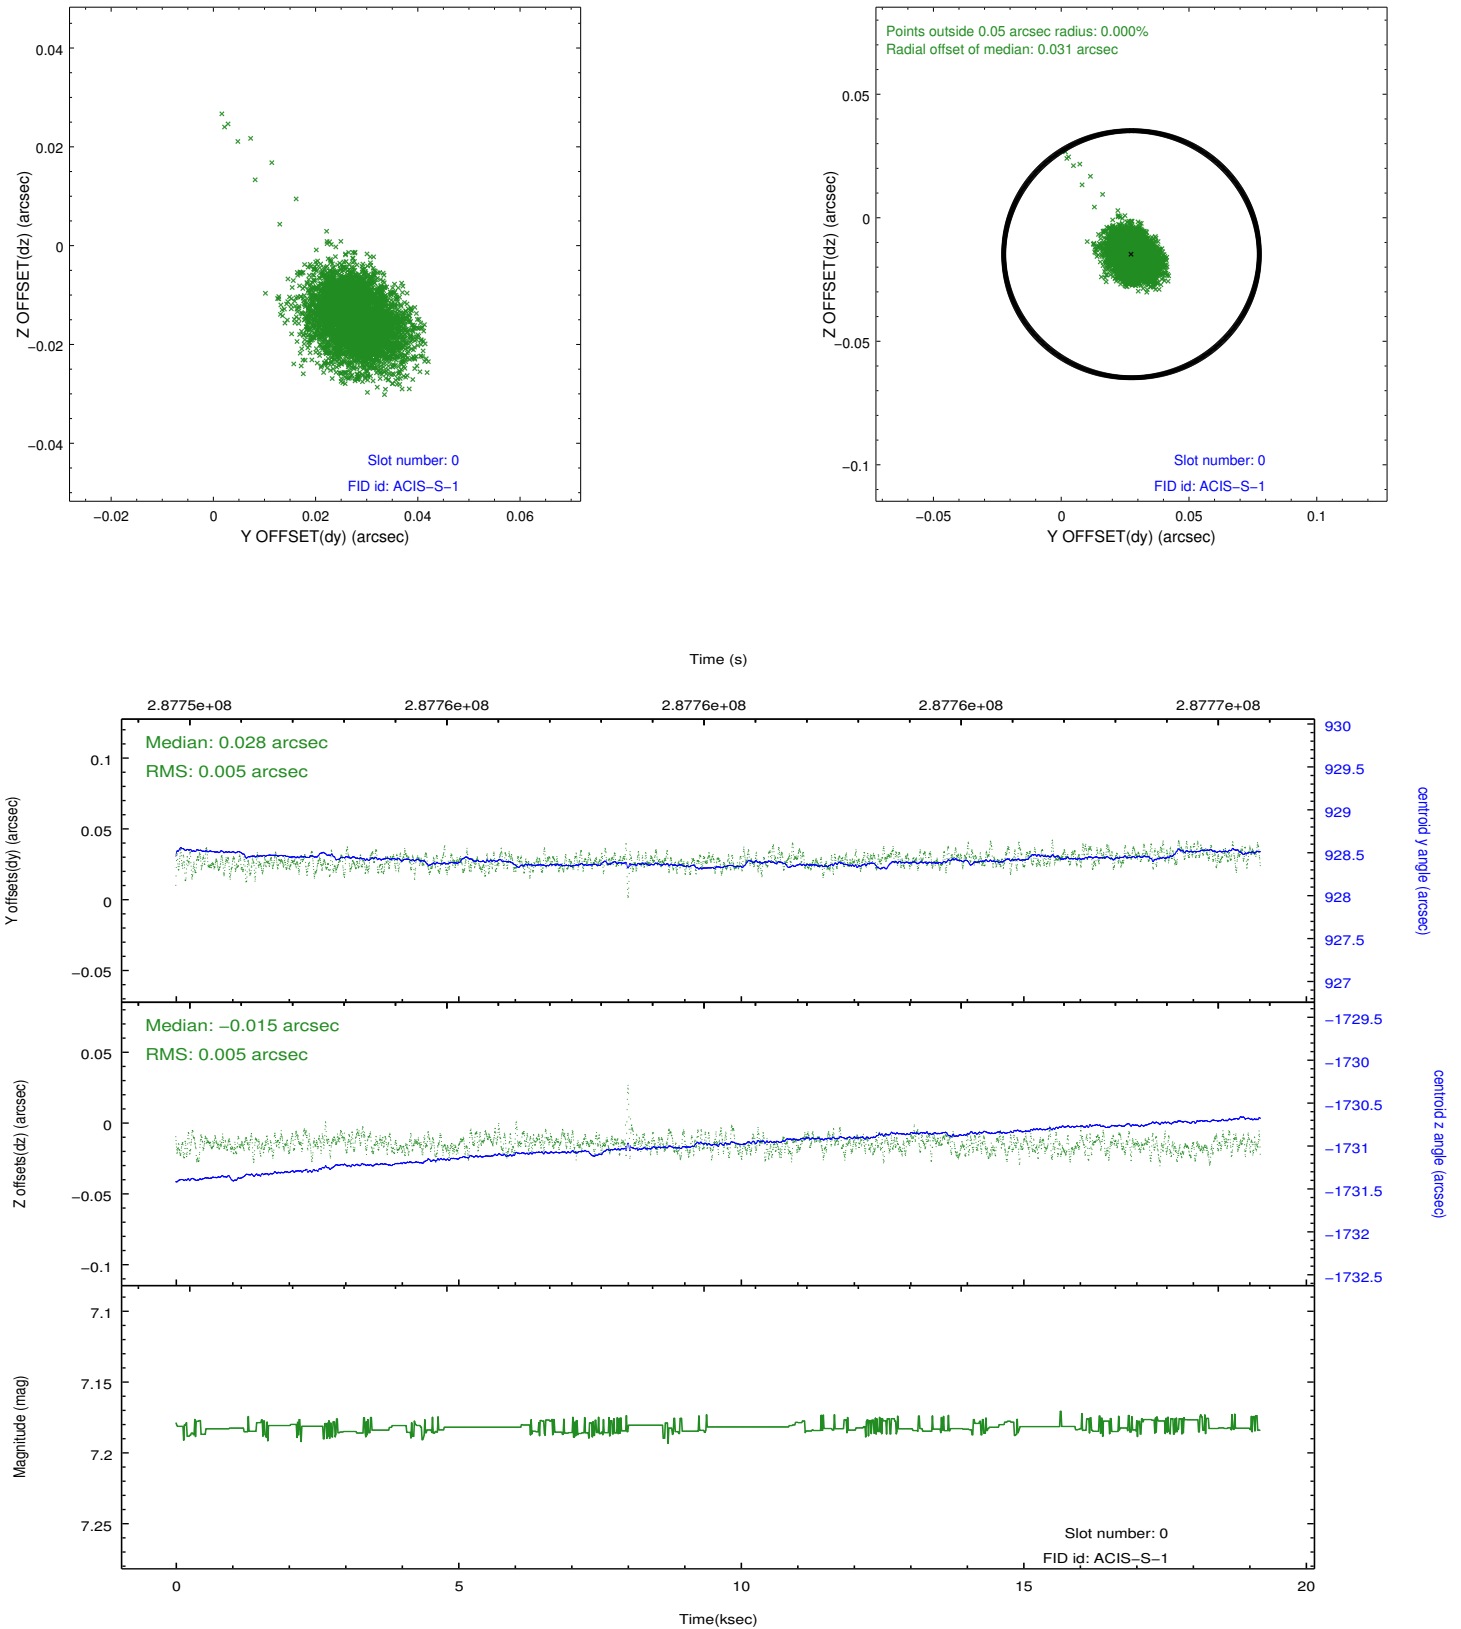 0.04
0.02
0
−0.02
−0.04
Z OFFSET(dz) (arcsec)
Slot number: 0
FID id: ACIS−S−1
−0.02
0
0.02
0.04
0.06
Y OFFSET(dy) (arcsec)
Points outside 0.05 arcsec radius: 0.000%
Radial offset of median: 0.031 arcsec
0.05
0
−0.05
−0.1
Z OFFSET(dz) (arcsec)
Slot number: 0
FID id: ACIS−S−1
−0.05
0
0.05
0.1
Y OFFSET(dy) (arcsec)
Time (s)
2.8775e+08
2.8776e+08
2.8776e+08
2.8776e+08
2.8777e+08
Median: 0.028 arcsec
RMS: 0.005 arcsec
0.1
0.05
0
−0.05
Y offsets(dy) (arcsec)
930
929.5
929
928.5
928
927.5
927
centroid y angle (arcsec)
Median: −0.015 arcsec
RMS: 0.005 arcsec
0.05
0
−0.05
−0.1
Z offsets(dz) (arcsec)
−1729.5
−1730
−1730.5
−1731
−1731.5
−1732
−1732.5
centroid z angle (arcsec)
7.1
7.15
7.2
7.25
Magnitude (mag)
Slot number: 0
FID id: ACIS−S−1
0
5
10
15
20
Time(ksec)